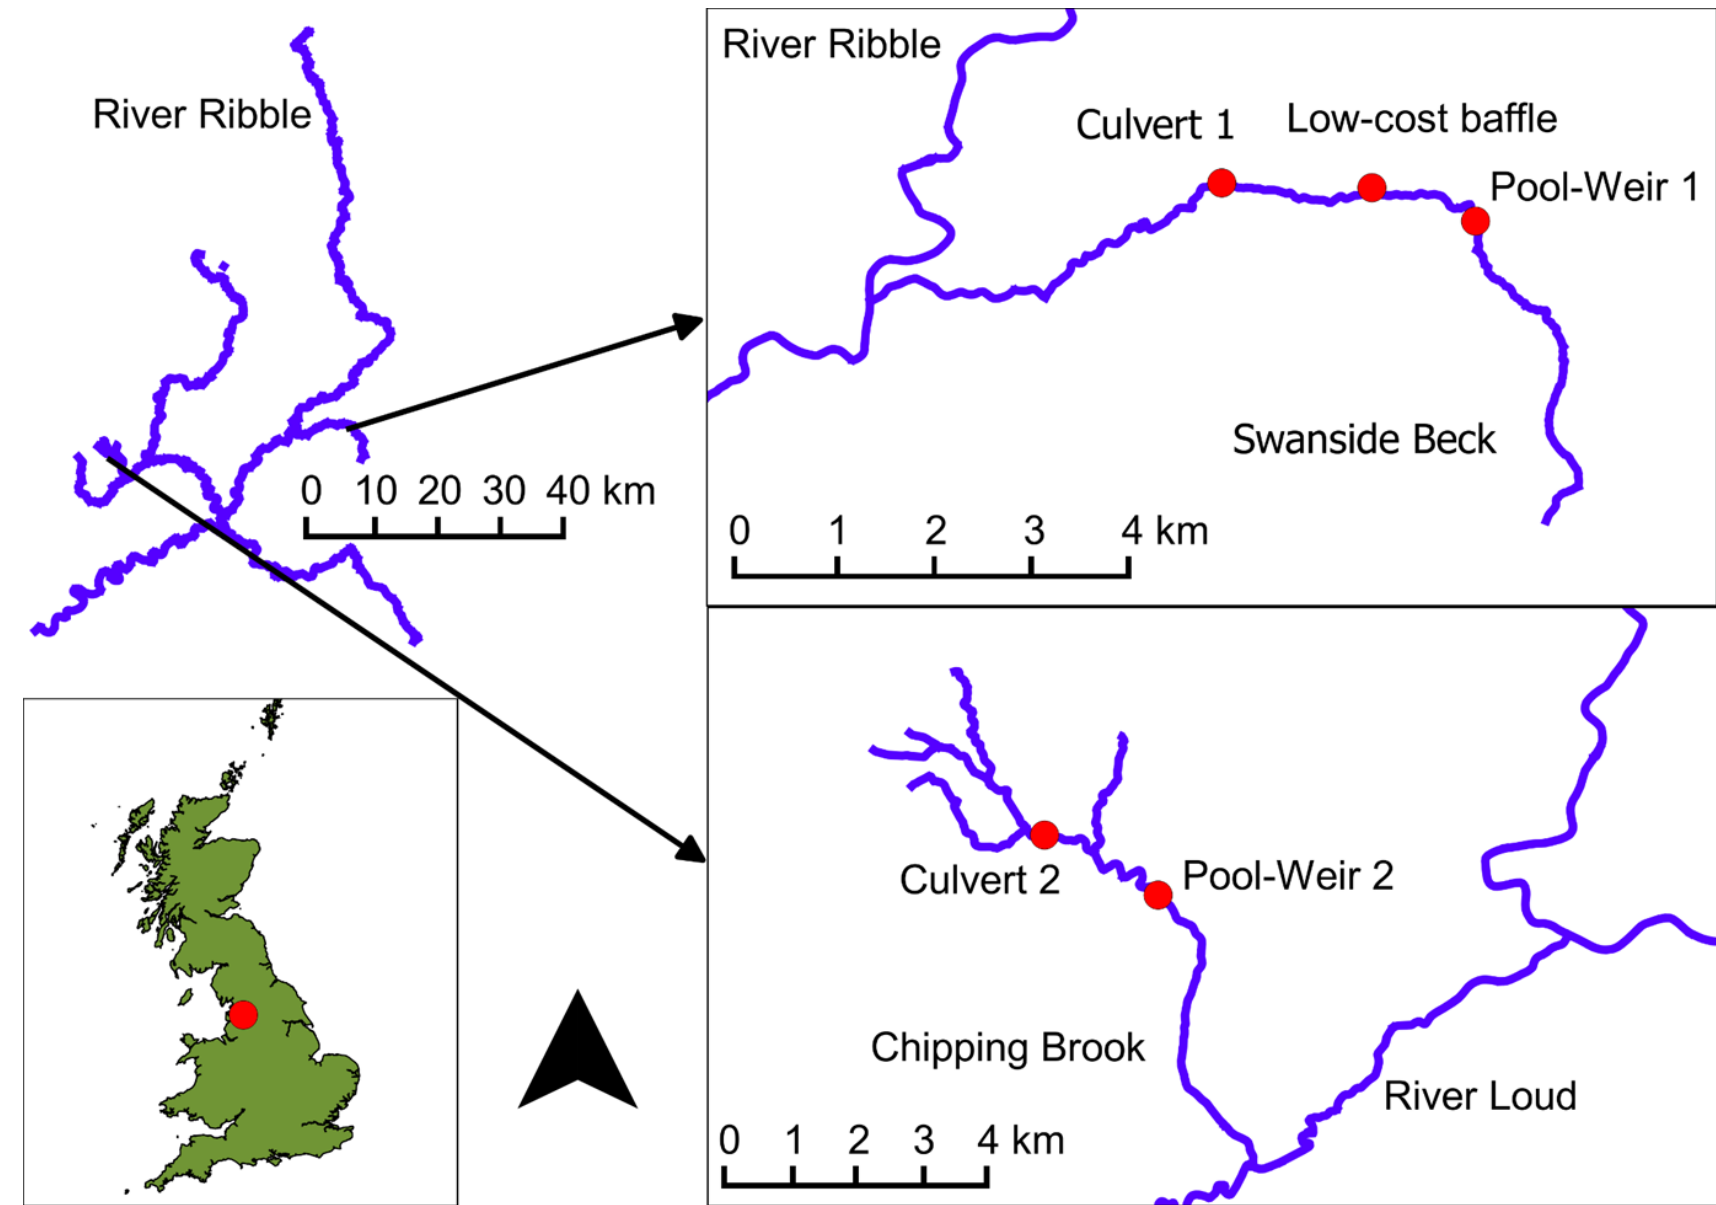 River Ribble
0 10 20 30 40 km
River Ribble
Culvert 1
Low-cost baffle
Pool-Weir 1
Swanside Beck
0 1 2 3 4 km
Culvert 2
Pool-Weir 2
Chipping Brook
River Loud
0 1 2 3 4 km